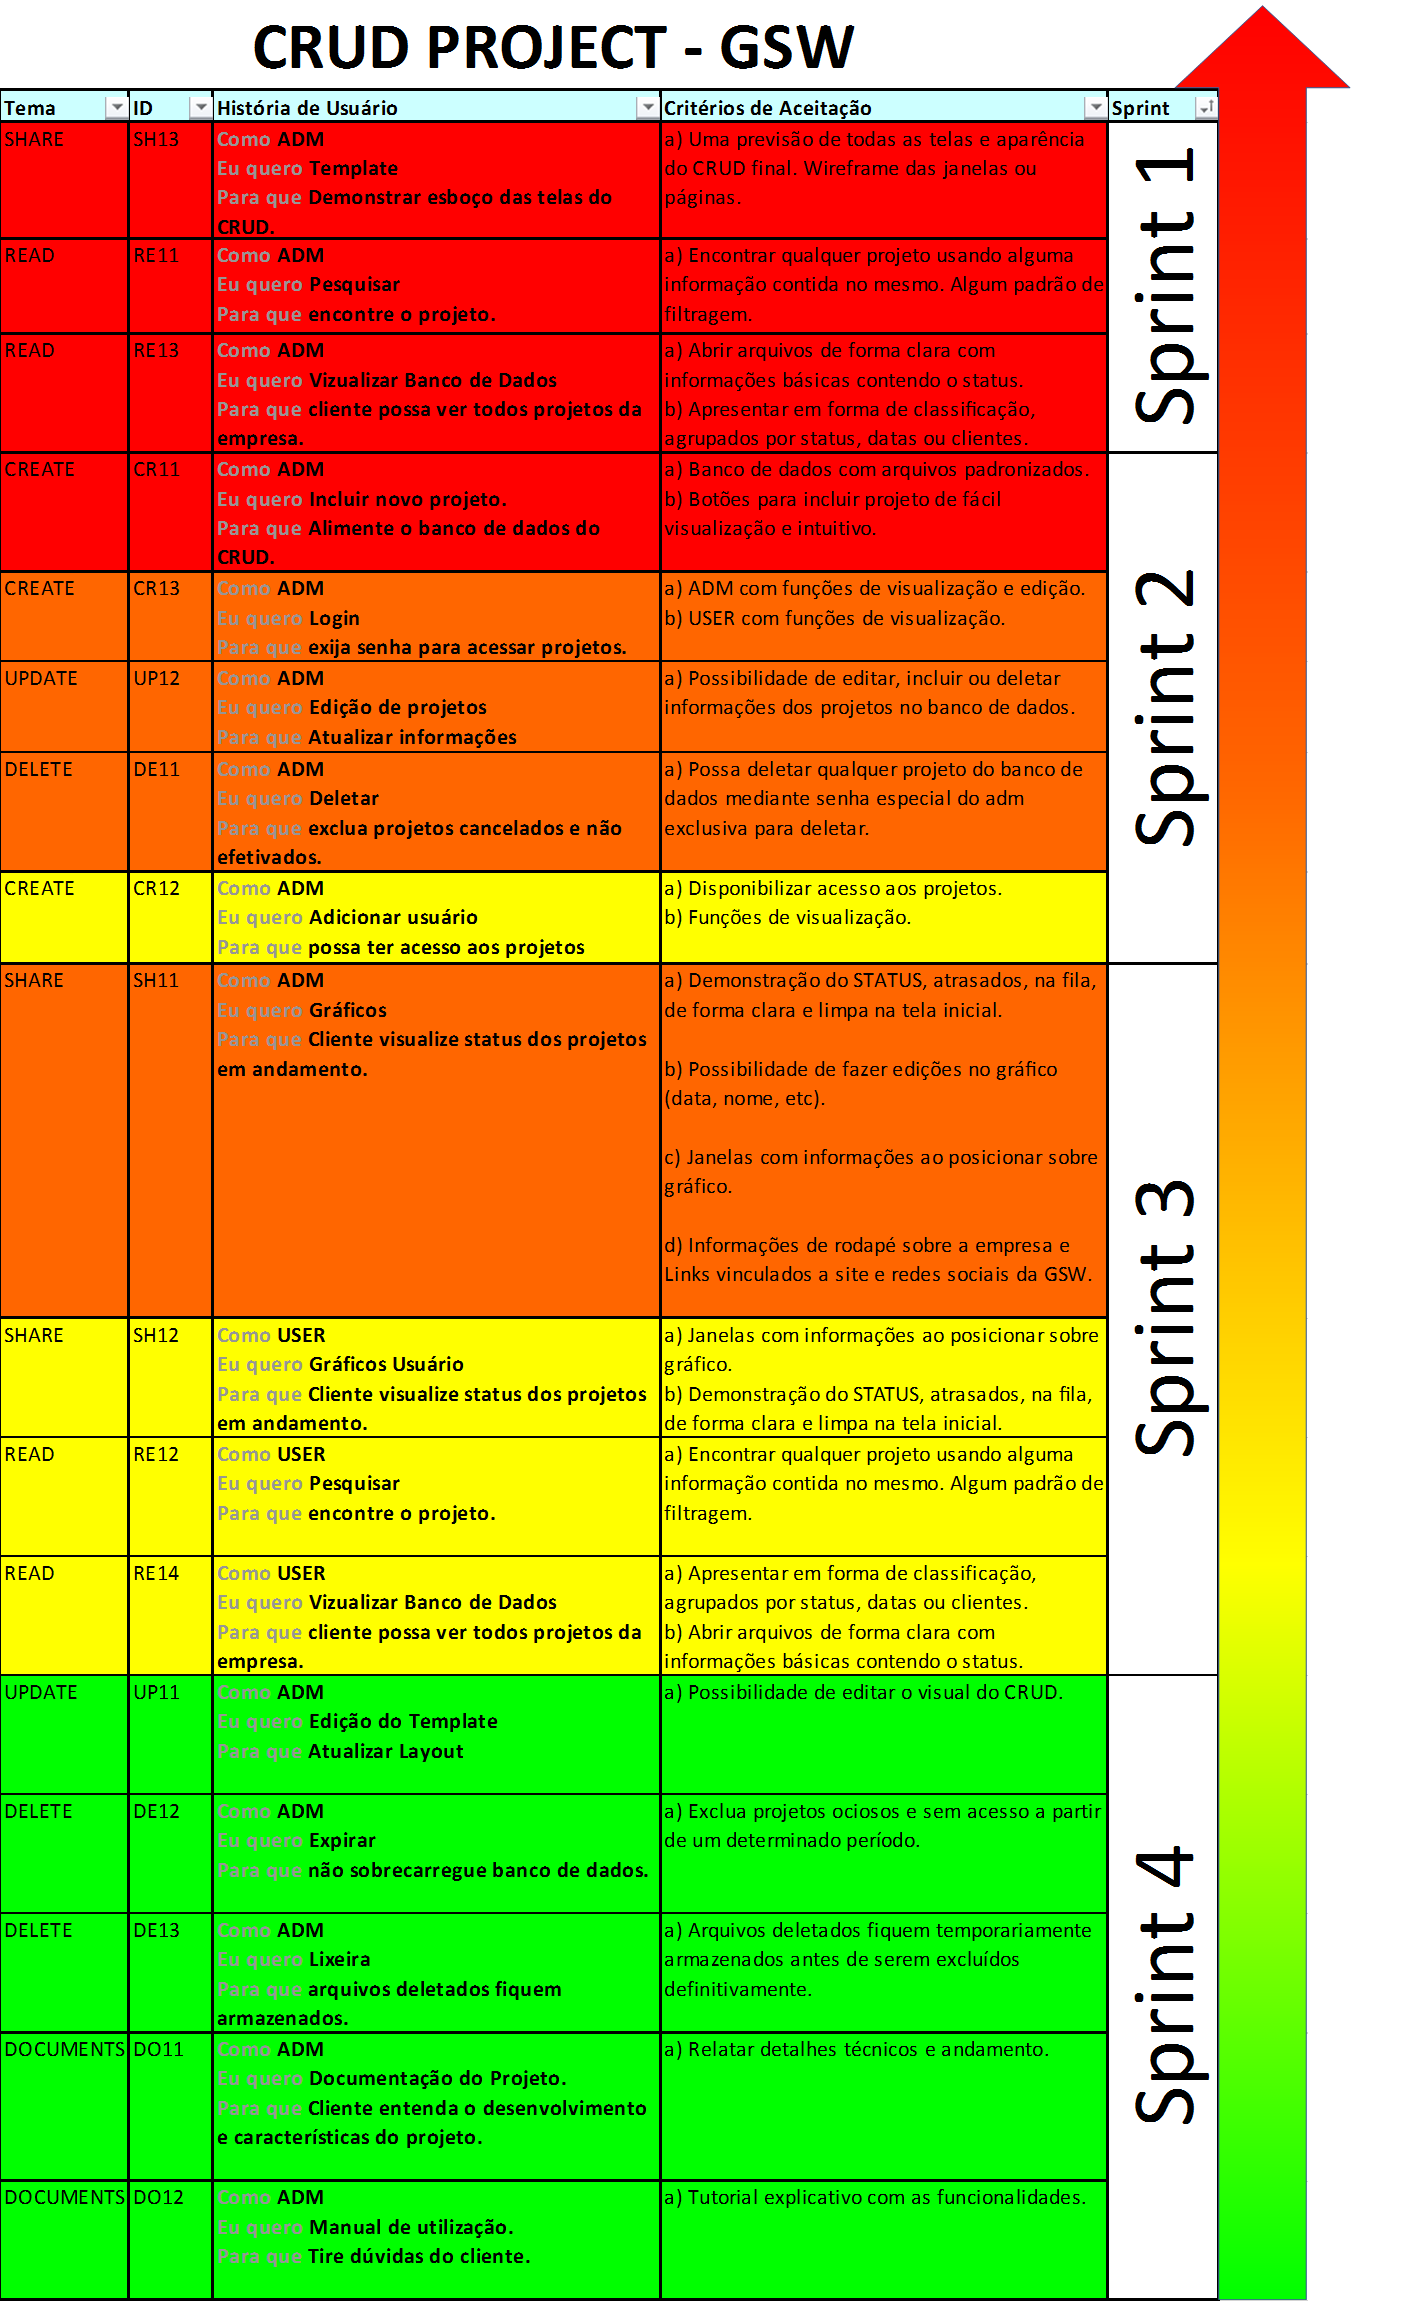 CRUD PROJECT - GSW
Tema ID História de Usuário Critérios de Aceitação Sprint
SHARE SH13
Como ADM
Eu quero Template
Para que Demonstrar esboço das telas do
CRUD.
a) Uma previsão de todas as telas e aparência
do CRUD final. Wireframe das janelas ou
páginas.
Sprint 1
READ RE11
Como ADM
Eu quero Pesquisar
Para que encontre o projeto.
a) Encontrar qualquer projeto usando alguma
informação contida no mesmo. Algum padrão de
filtragem.
READ RE13
Como ADM
Eu quero Vizualizar Banco de Dados
Para que cliente possa ver todos projetos da
empresa.
a) Abrir arquivos de forma clara com
informações básicas contendo o status.
b) Apresentar em forma de classificação,
agrupados por status, datas ou clientes.
CREATE CR11
Como ADM
Eu quero Incluir novo projeto.
Para que Alimente o banco de dados do
CRUD.
a) Banco de dados com arquivos padronizados.
b) Botões para incluir projeto de fácil
visualização e intuitivo.
Sprint 2
CREATE CR13
Como ADM
Eu quero Login
Para que exija senha para acessar projetos.
a) ADM com funções de visualização e edição.
b) USER com funções de visualização.
UPDATE UP12
Como ADM
Eu quero Edição de projetos
Para que Atualizar informações
a) Possibilidade de editar, incluir ou deletar
informações dos projetos no banco de dados.
DELETE DE11
Como ADM
Eu quero Deletar
Para que exclua projetos cancelados e não
efetivados.
a) Possa deletar qualquer projeto do banco de
dados mediante senha especial do adm
exclusiva para deletar.
CREATE CR12
Como ADM
Eu quero Adicionar usuário
Para que possa ter acesso aos projetos
a) Disponibilizar acesso aos projetos.
b) Funções de visualização.
SHARE SH11
Como ADM
Eu quero Gráficos
Para que Cliente visualize status dos projetos
em andamento.
a) Demonstração do STATUS, atrasados, na fila,
de forma clara e limpa na tela inicial.
b) Possibilidade de fazer edições no gráfico
(data, nome, etc).
c) Janelas com informações ao posicionar sobre
gráfico.
d) Informações de rodapé sobre a empresa e
Links vinculados a site e redes sociais da GSW.
Sprint 3
SHARE SH12
Como USER
Eu quero Gráficos Usuário
Para que Cliente visualize status dos projetos
em andamento.
a) Janelas com informações ao posicionar sobre
gráfico.
b) Demonstração do STATUS, atrasados, na fila,
de forma clara e limpa na tela inicial.
READ RE12
Como USER
Eu quero Pesquisar
Para que encontre o projeto.
a) Encontrar qualquer projeto usando alguma
informação contida no mesmo. Algum padrão de
filtragem.
READ RE14
Como USER
Eu quero Vizualizar Banco de Dados
Para que cliente possa ver todos projetos da
empresa.
a) Apresentar em forma de classificação,
agrupados por status, datas ou clientes.
b) Abrir arquivos de forma clara com
informações básicas contendo o status.
UPDATE UP11
Como ADM
Eu quero Edição do Template
Para que Atualizar Layout
a) Possibilidade de editar o visual do CRUD.
Sprint 4
DELETE DE12
Como ADM
Eu quero Expirar
Para que não sobrecarregue banco de dados.
a) Exclua projetos ociosos e sem acesso a partir
de um determinado período.
DELETE DE13
Como ADM
Eu quero Lixeira
Para que arquivos deletados fiquem
armazenados.
a) Arquivos deletados fiquem temporariamente
armazenados antes de serem excluídos
definitivamente.
DOCUMENTS DO11
Como ADM
Eu quero Documentação do Projeto.
Para que Cliente entenda o desenvolvimento
e características do projeto.
a) Relatar detalhes técnicos e andamento.
DOCUMENTS DO12
Como ADM
Eu quero Manual de utilização.
Para que Tire dúvidas do cliente.
a) Tutorial explicativo com as funcionalidades.